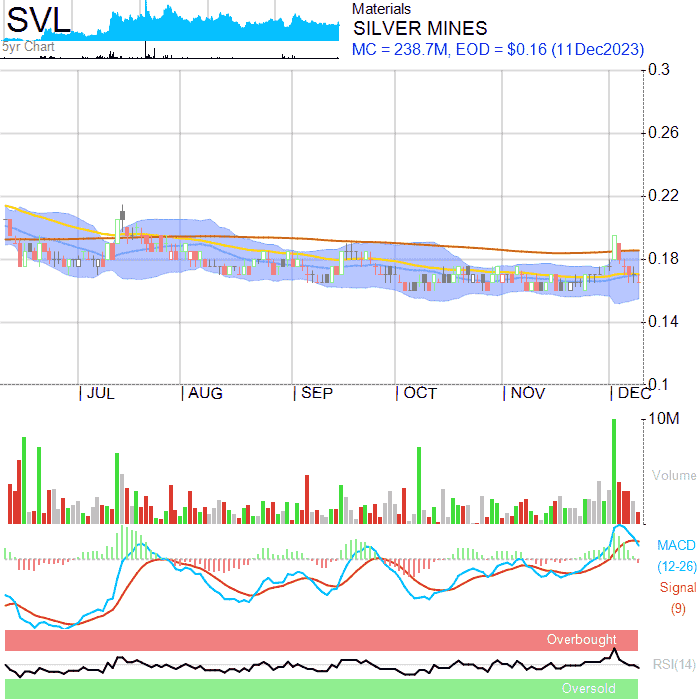 SVL
5yr Chart
Materials
SILVER MINES
MC = 238.7M, EOD = $0.16 (11Dec2023)
0.3
0.26
0.22
0.18
0.14
0.1
JUL AUG SEP OCT NOV DEC
10M
Volume
MACD
(12-26)
Signal
(9)
Overbought
RSI(14)
Oversold